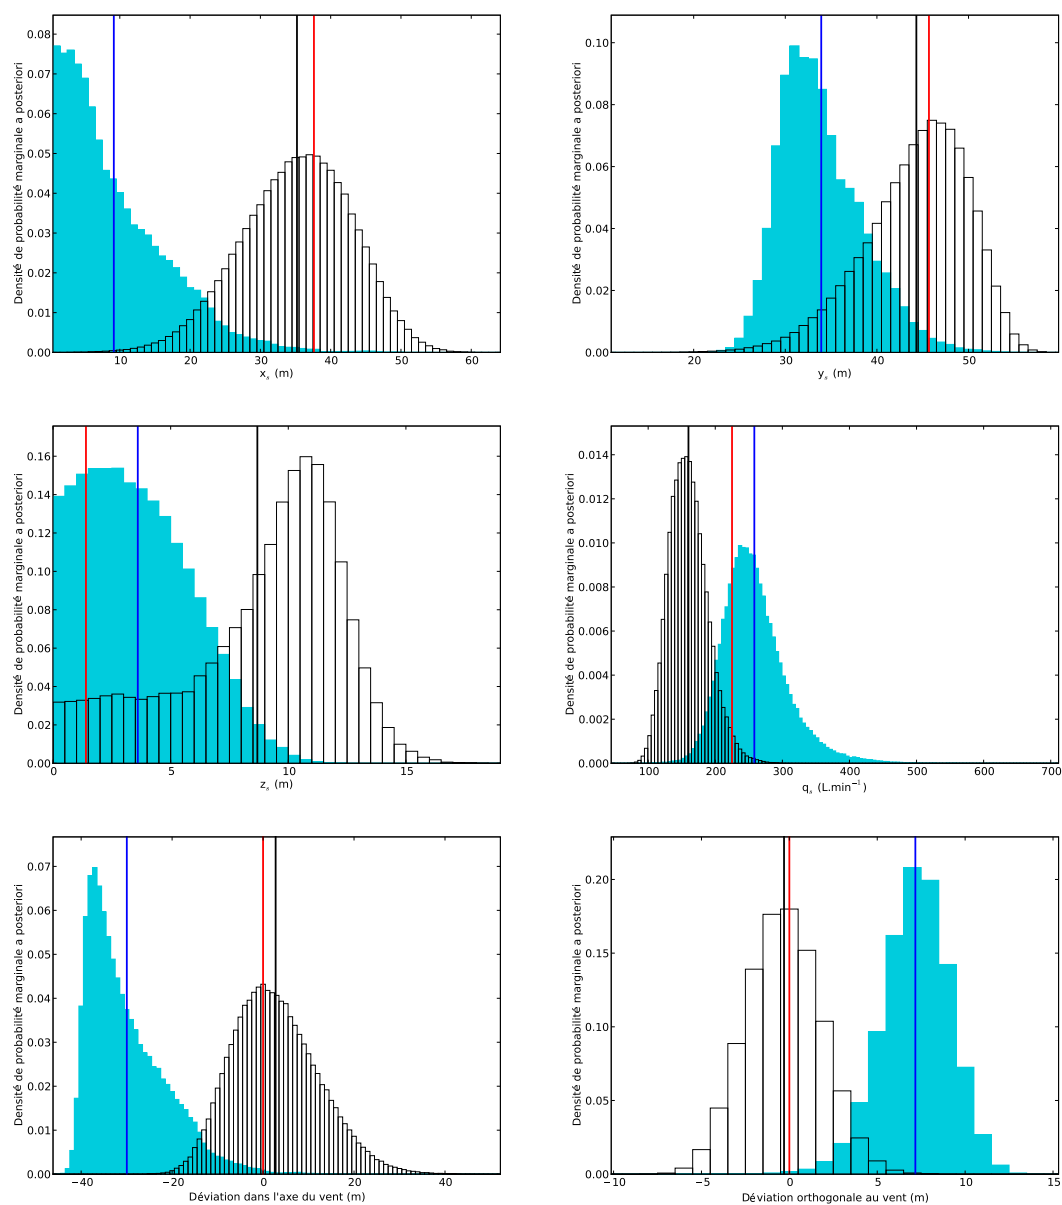 Densité de probabilité marginale a posteriori
0.08
0.07
0.06
0.05
0.04
0.03
0.02
0.01
0.00
10 20 30 40 50 60
xₛ (m)
Densité de probabilité marginale a posteriori
0.10
0.08
0.06
0.04
0.02
0.00
20 30 40 50
yₛ (m)
Densité de probabilité marginale a posteriori
0.16
0.14
0.12
0.10
0.08
0.06
0.04
0.02
0.00
0 5 10 15
zₛ (m)
Densité de probabilité marginale a posteriori
0.014
0.012
0.010
0.008
0.006
0.004
0.002
0.000
100 200 300 400 500 600 700
qₛ (L.min⁻¹)
Densité de probabilité marginale a posteriori
0.07
0.06
0.05
0.04
0.03
0.02
0.01
0.00
−40 −20 0 20 40
Déviation dans l'axe du vent (m)
Densité de probabilité marginale a posteriori
0.20
0.15
0.10
0.05
0.00
−10 −5 0 5 10 15
Déviation orthogonale au vent (m)